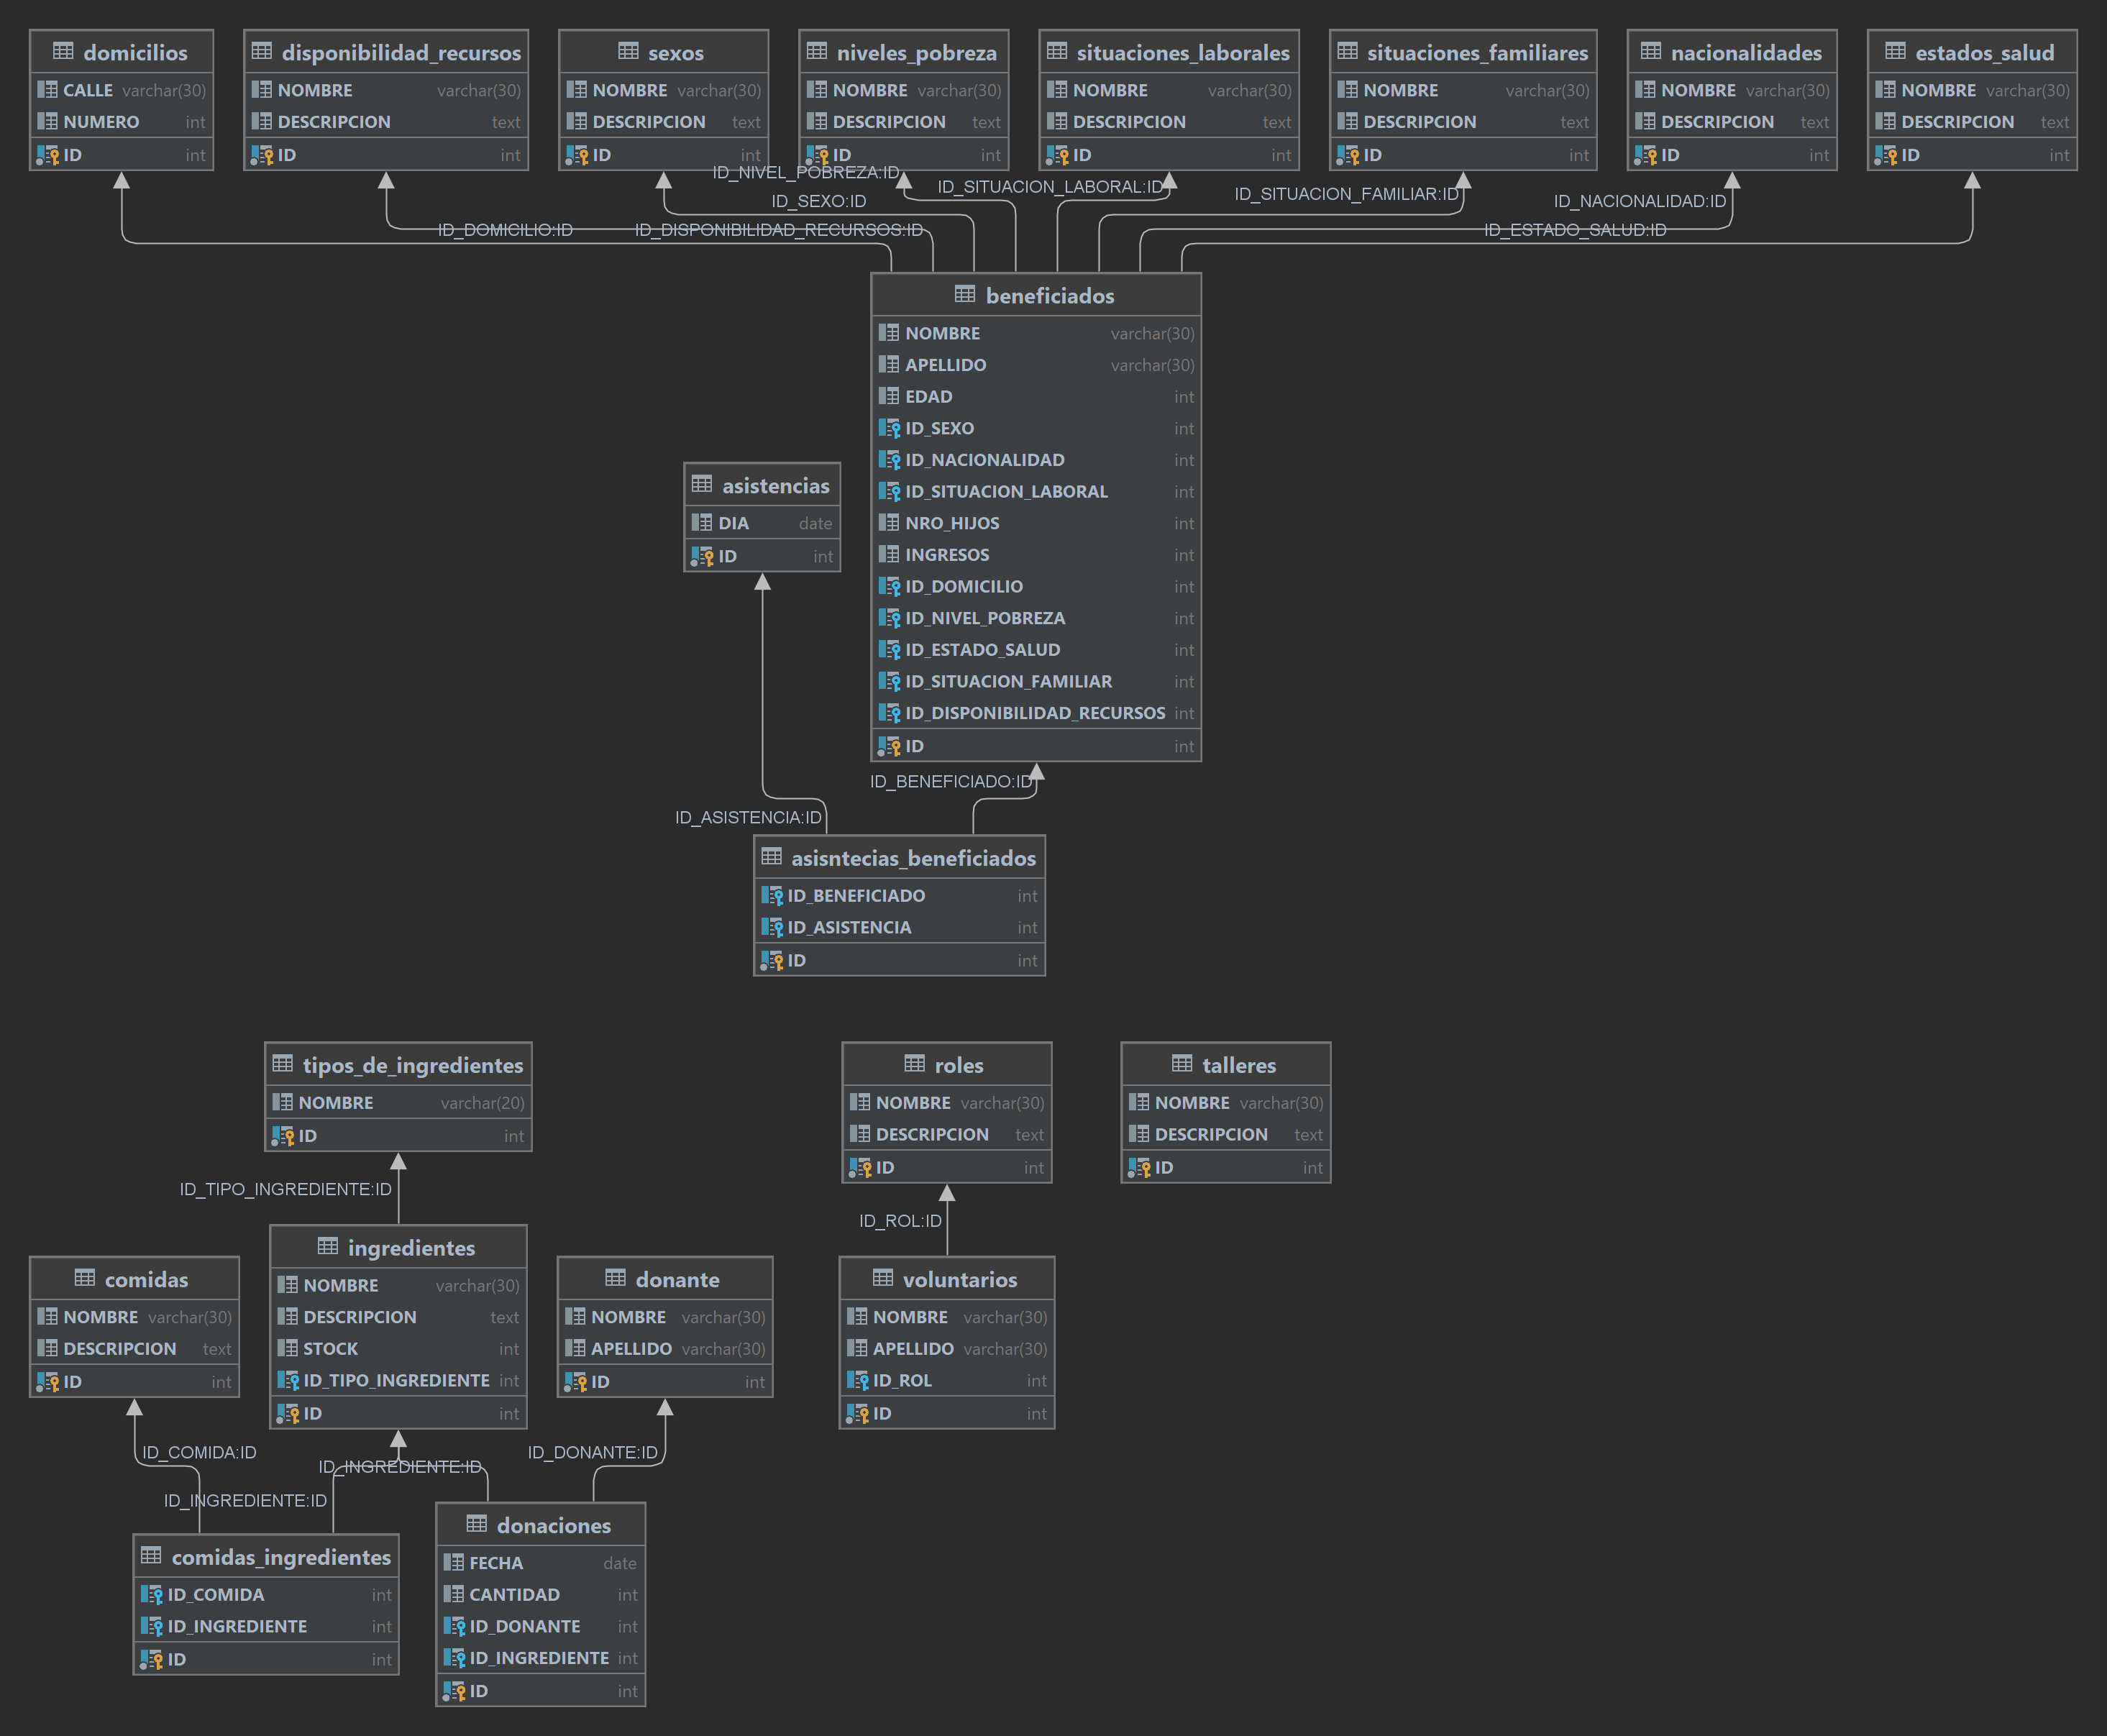 domicilios
CALLE varchar(30)
NUMERO int
ID int
disponibilidad_recursos
NOMBRE varchar(30)
DESCRIPCION text
ID int
sexos
NOMBRE varchar(30)
DESCRIPCION text
ID int
niveles_pobreza
NOMBRE varchar(30)
DESCRIPCION text
ID int
situaciones_laborales
NOMBRE varchar(30)
DESCRIPCION text
ID int
situaciones_familiares
NOMBRE varchar(30)
DESCRIPCION text
ID int
nacionalidades
NOMBRE varchar(30)
DESCRIPCION text
ID int
estados_salud
NOMBRE varchar(30)
DESCRIPCION text
ID int
ID_NIVEL_POBREZA:ID
ID_SITUACION_LABORAL:ID
ID_SITUACION_FAMILIAR:ID
ID_SEXO:ID
ID_NACIONALIDAD:ID
ID_DOMICILIO:ID
ID_DISPONIBILIDAD_RECURSOS:ID
ID_ESTADO_SALUD:ID
beneficiados
NOMBRE varchar(30)
APELLIDO varchar(30)
EDAD int
ID_SEXO int
ID_NACIONALIDAD int
ID_SITUACION_LABORAL int
NRO_HIJOS int
INGRESOS int
ID_DOMICILIO int
ID_NIVEL_POBREZA int
ID_ESTADO_SALUD int
ID_SITUACION_FAMILIAR int
ID_DISPONIBILIDAD_RECURSOS int
ID int
asistencias
DIA date
ID int
ID_BENEFICIADO:ID
ID_ASISTENCIA:ID
asisntecias_beneficiados
ID_BENEFICIADO int
ID_ASISTENCIA int
ID int
tipos_de_ingredientes
NOMBRE varchar(20)
ID int
roles
NOMBRE varchar(30)
DESCRIPCION text
ID int
talleres
NOMBRE varchar(30)
DESCRIPCION text
ID int
ID_TIPO_INGREDIENTE:ID
ID_ROL:ID
comidas
NOMBRE varchar(30)
DESCRIPCION text
ID int
ingredientes
NOMBRE varchar(30)
DESCRIPCION text
STOCK int
ID_TIPO_INGREDIENTE int
ID int
donante
NOMBRE varchar(30)
APELLIDO varchar(30)
ID int
voluntarios
NOMBRE varchar(30)
APELLIDO varchar(30)
ID_ROL int
ID int
ID_COMIDA:ID
ID_INGREDIENTE:ID
ID_DONANTE:ID
ID_INGREDIENTE:ID
comidas_ingredientes
ID_COMIDA int
ID_INGREDIENTE int
ID int
donaciones
FECHA date
CANTIDAD int
ID_DONANTE int
ID_INGREDIENTE int
ID int